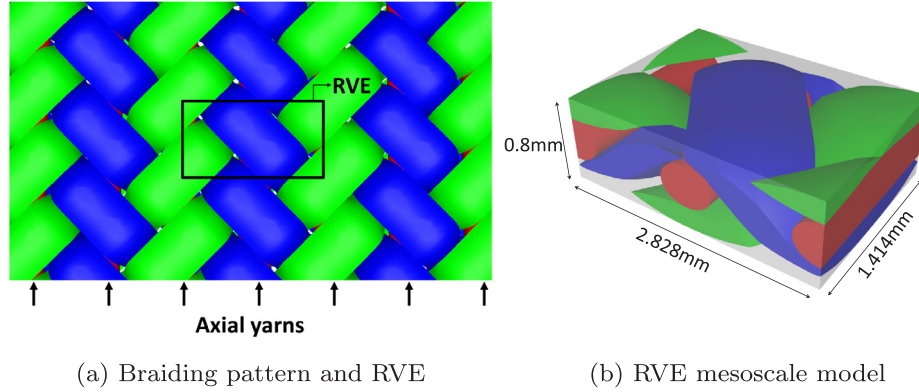 RVE
Axial yarns
(a) Braiding pattern and RVE
0.8mm
2.828mm
1.414mm
(b) RVE mesoscale model